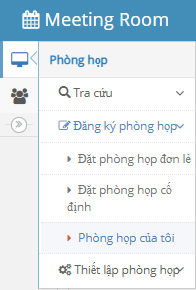 Meeting Room
Phòng họp
Tra cứu
Đăng ký phòng họp
Đặt phòng họp đơn lẻ
Đặt phòng họp cố
định
Phòng họp của tôi
Thiết lập phòng họp